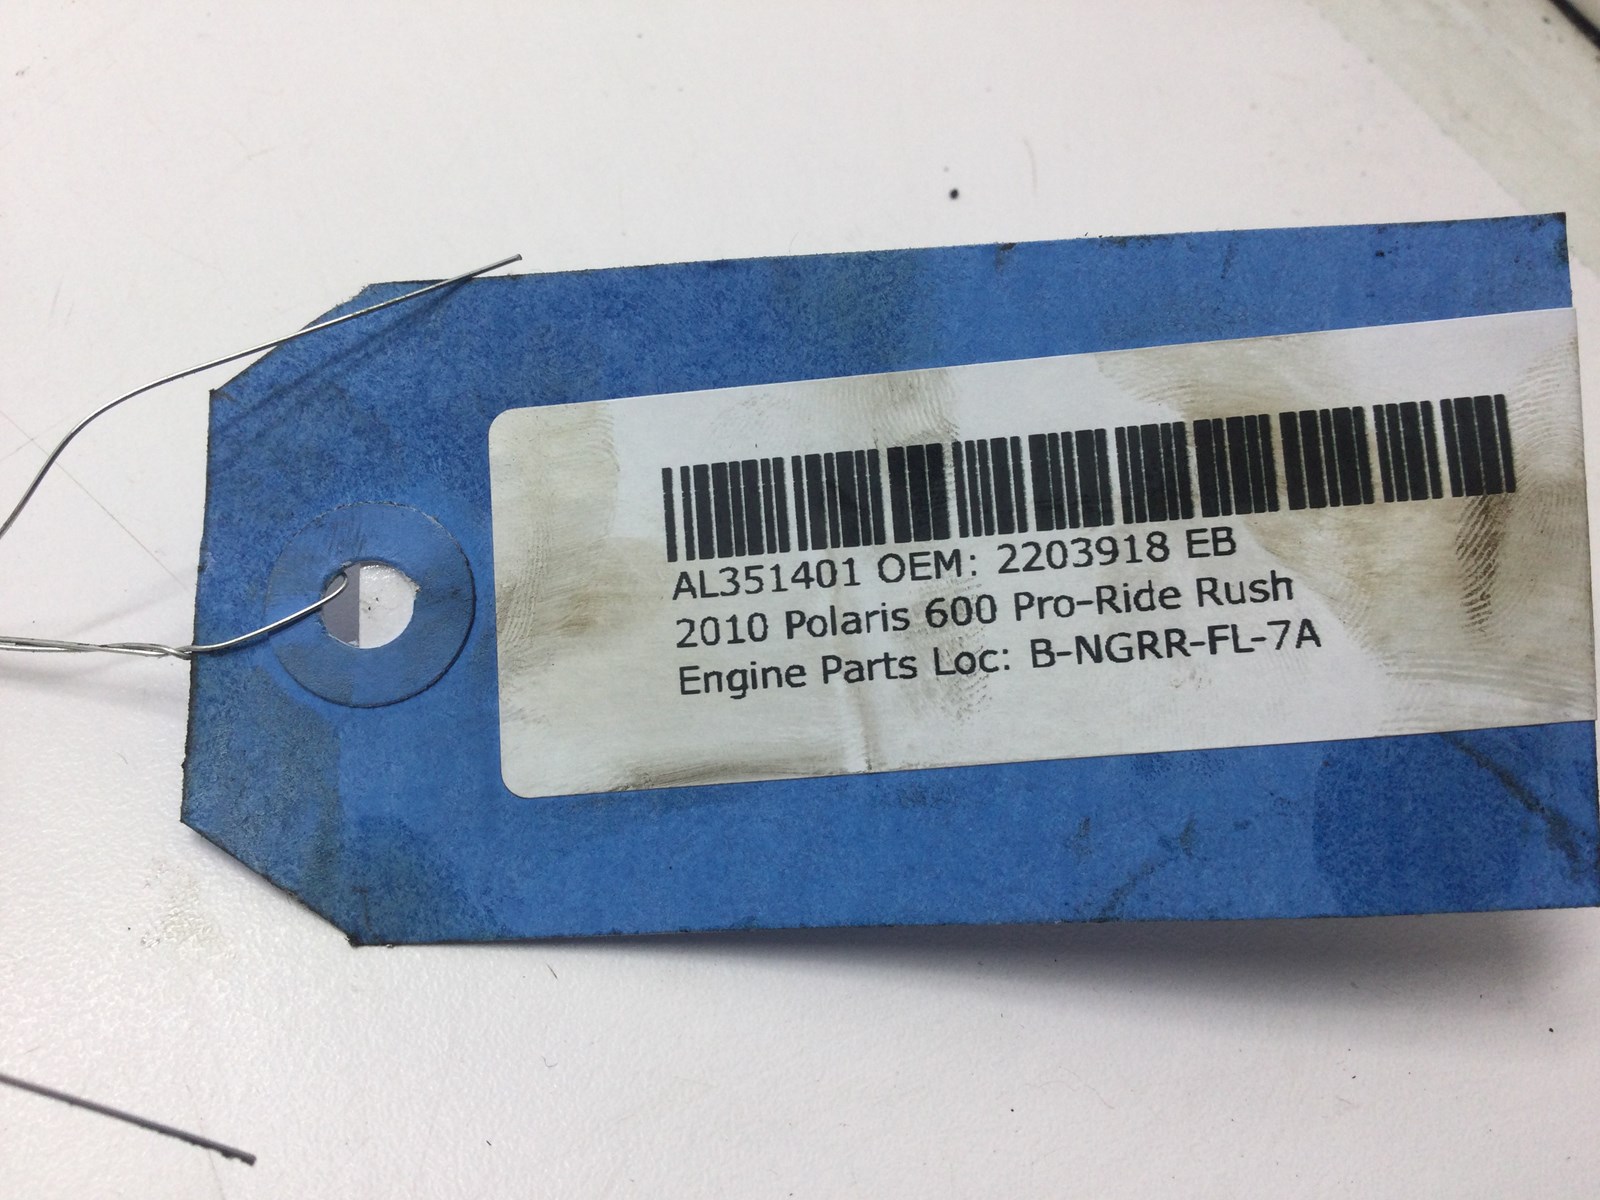 AL351401 OEM: 2203918 EB
2010 Polaris 600 Pro-Ride Rush
Engine Parts Loc: B-NGRR-FL-7A